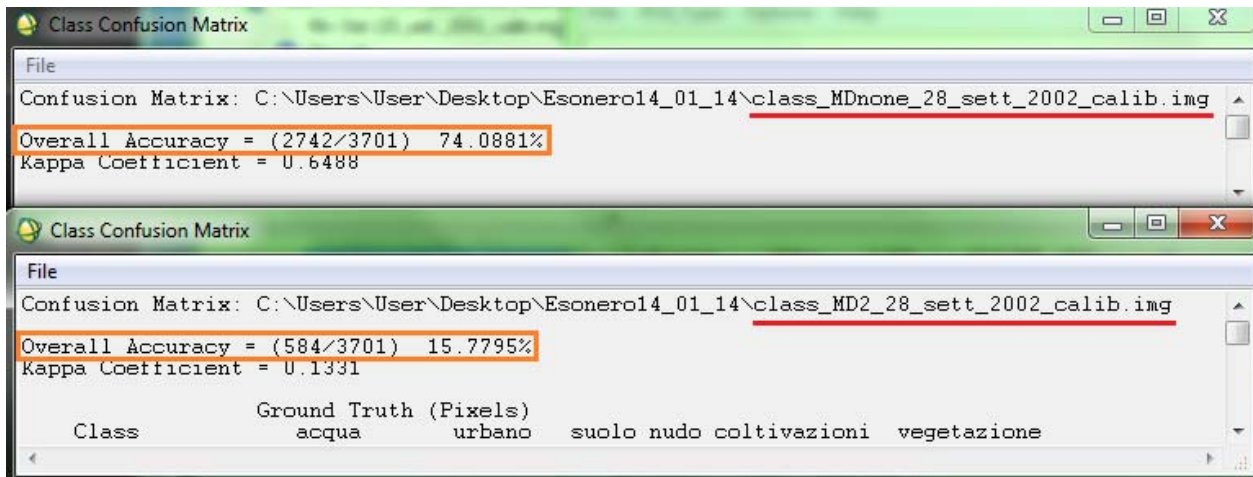 Class Confusion Matrix
File
Confusion Matrix: C:\Users\User\Desktop\Esonero14_01_14\class_MDnone_28_sett_2002_calib.img
Overall Accuracy = (2742/3701) 74.0881%
Kappa Coefficient = 0.6488
Class Confusion Matrix
File
Confusion Matrix: C:\Users\User\Desktop\Esonero14_01_14\class_MD2_28_sett_2002_calib.img
Overall Accuracy = (584/3701) 15.7795%
Kappa Coefficient = 0.1331
Ground Truth (Pixels)
Class acqua urbano suolo nudo coltivazioni vegetazione